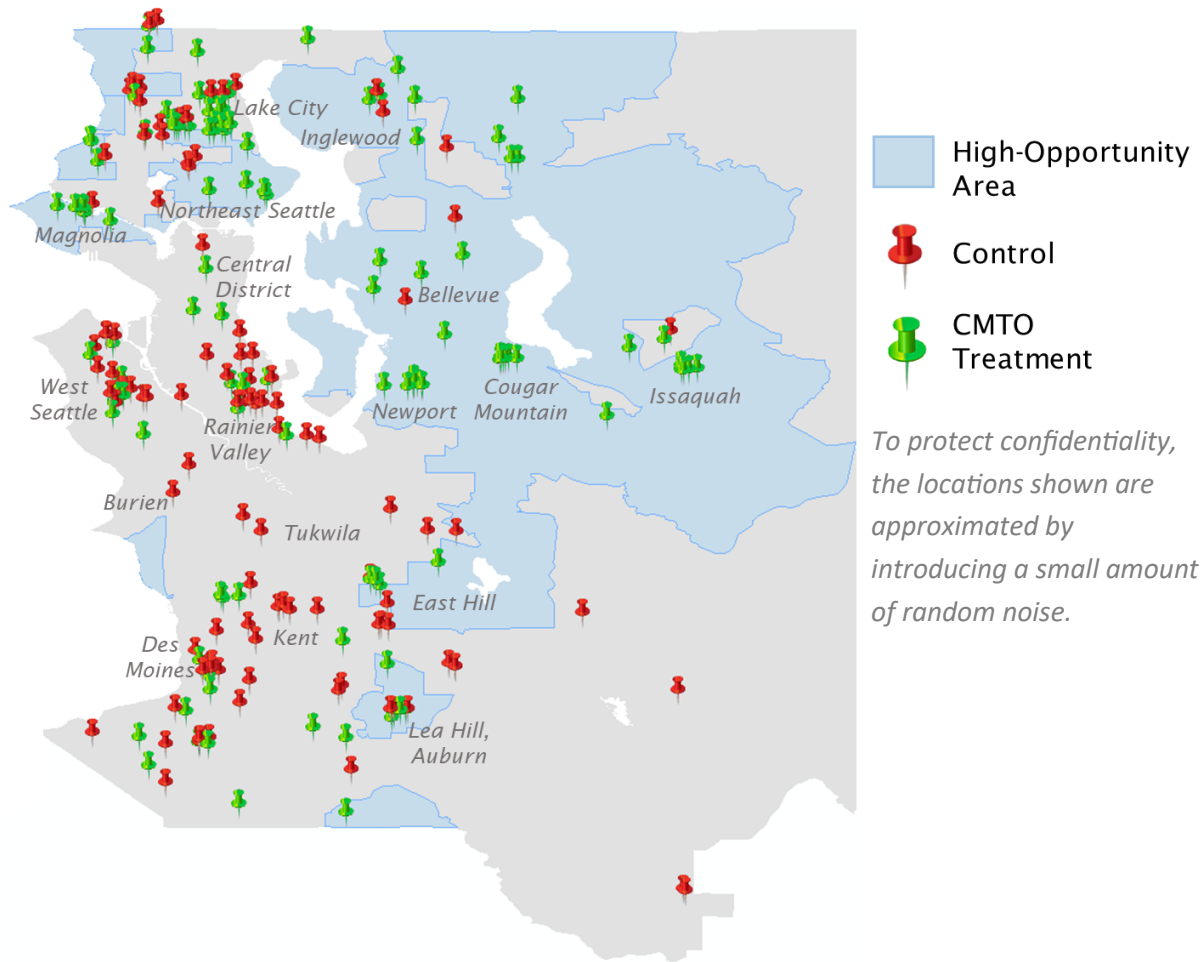 Lake City
Inglewood
Northeast Seattle
Magnolia
Central
District
Bellevue
West
Seattle
Newport
Cougar
Mountain
Issaquah
Rainier
Valley
Burien
Tukwila
East Hill
Kent
Des
Moines
Lea Hill,
Auburn
High-Opportunity
Area
Control
CMTO
Treatment
To protect confidentiality,
the locations shown are
approximated by
introducing a small amount
of random noise.